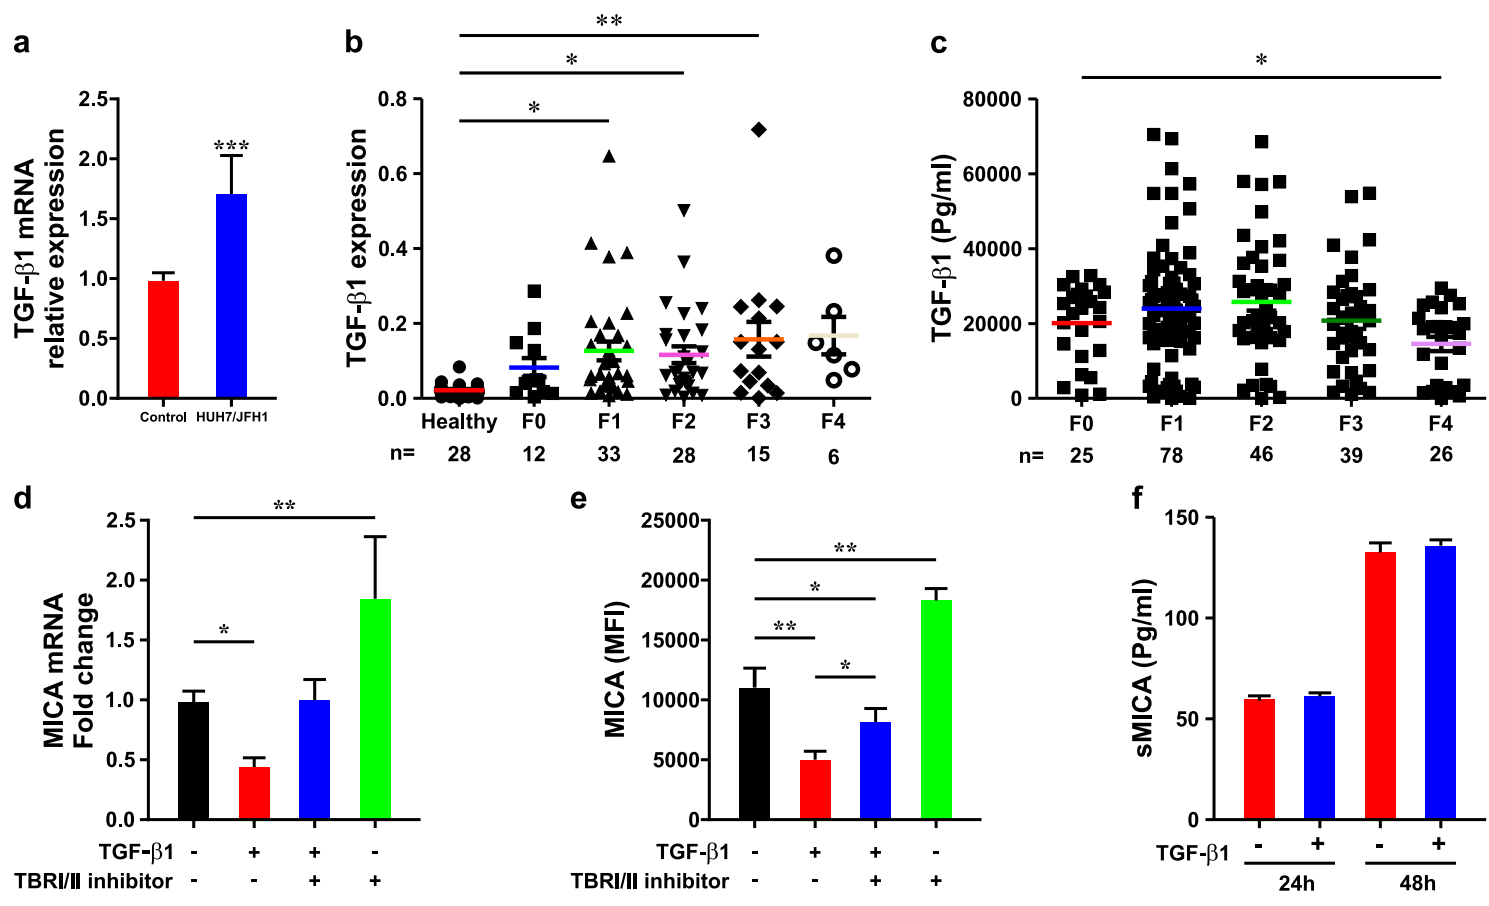 a
TGF-β1 mRNA
relative expression
2.5
2.0
1.5
1.0
0.5
0.0
***
Control HUH7/JFH1
b
TGF-β1 expression
0.8
0.6
0.4
0.2
0.0
**
*
*
Healthy F0 F1 F2 F3 F4
n= 28 12 33 28 15 6
c
TGF-β1 (Pg/ml)
80000
60000
40000
20000
0
*
F0 F1 F2 F3 F4
n= 25 78 46 39 26
d
MICA mRNA
Fold change
2.5
2.0
1.5
1.0
0.5
0.0
**
*
TGF-β1 - + + -
TBRI/II inhibitor - - + +
e
MICA (MFI)
25000
20000
15000
10000
5000
0
**
*
**
*
TGF-β1 - + + -
TBRI/II inhibitor - - + +
f
sMICA (Pg/ml)
150
100
50
0
TGF-β1 - + - +
24h 48h